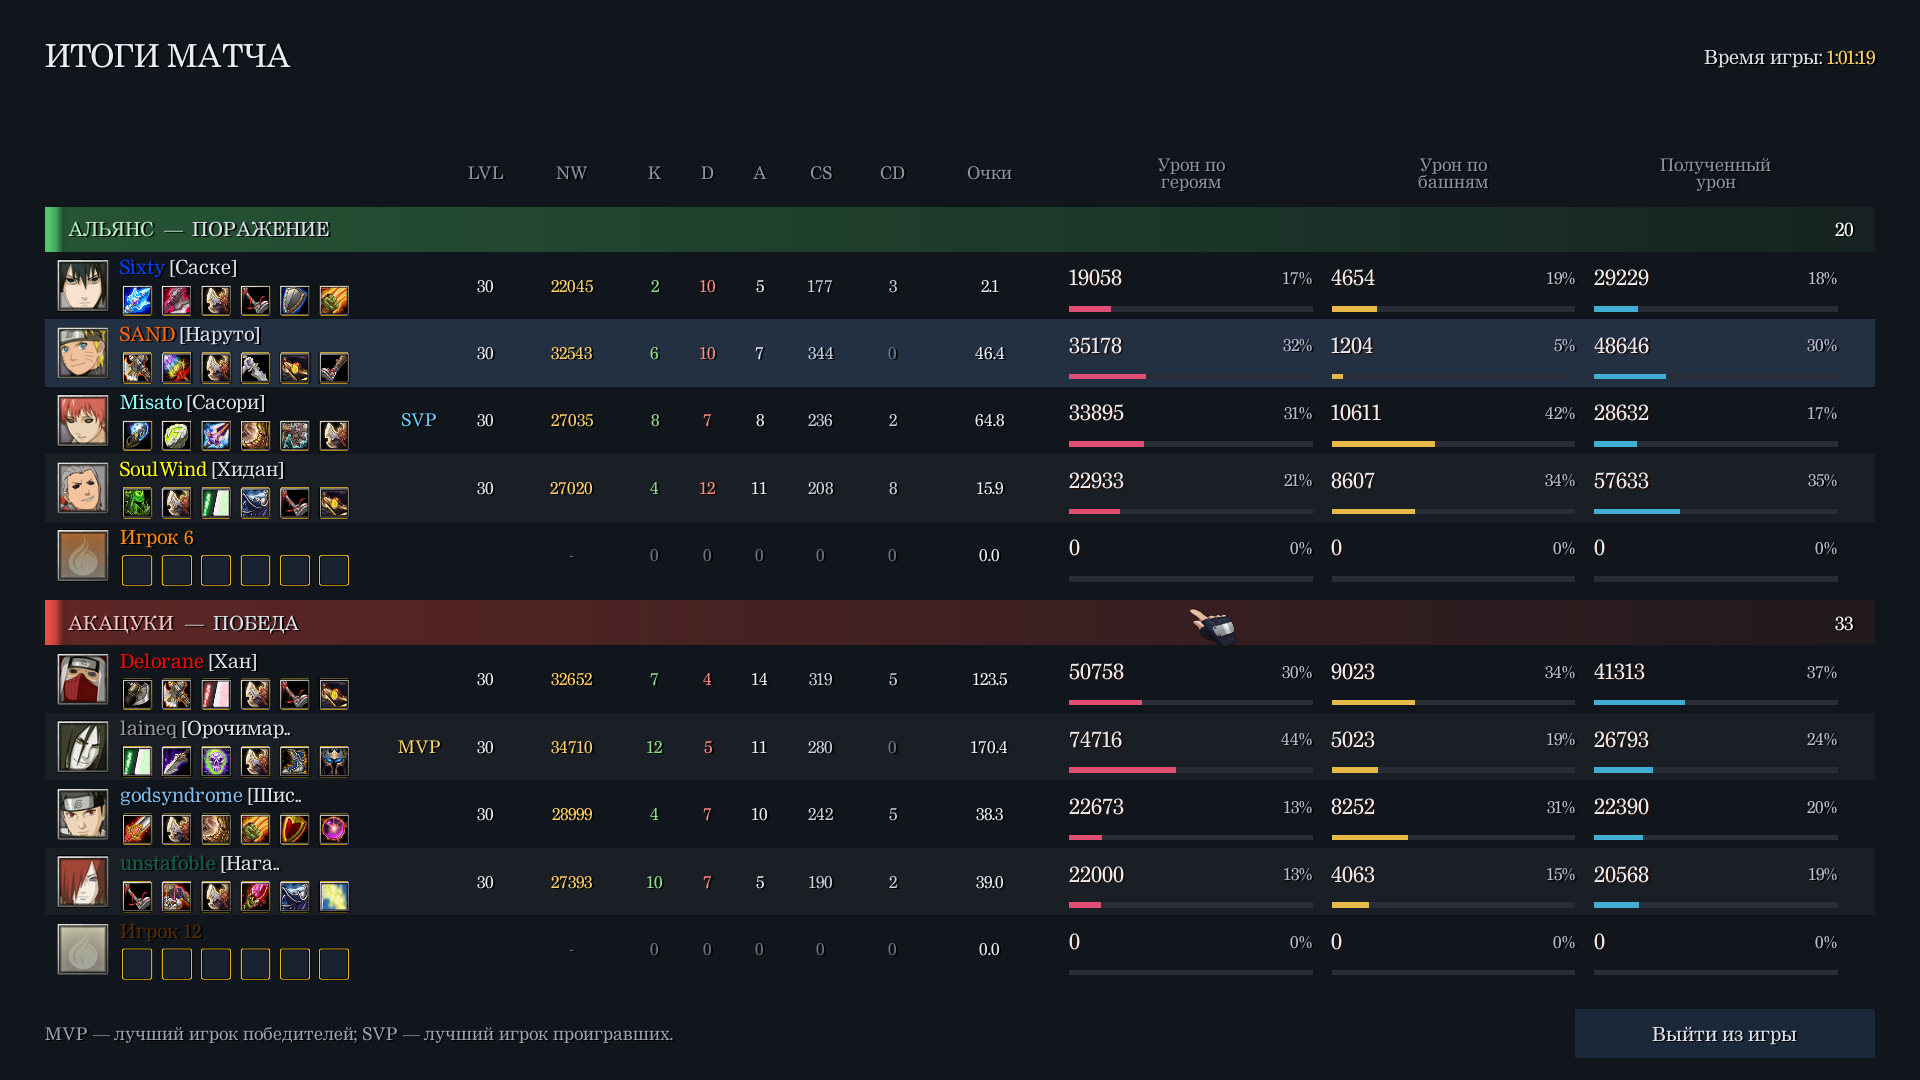 ИТОГИ МАТЧА
Время игры: 1:01:19
LVL NW K D A CS CD Очки Урон по героям Урон по башням Полученный урон
АЛЬЯНС — ПОРАЖЕНИЕ 20
Sixty [Саске] 30 22045 2 10 5 177 3 2.1 19058 17% 4654 19% 29229 18%
SAND [Наруто] 30 32543 6 10 7 344 0 46.4 35178 32% 1204 5% 48646 30%
Misato [Сасори] SVP 30 27035 8 7 8 236 2 64.8 33895 31% 10611 42% 28632 17%
SoulWind [Хидан] 30 27020 4 12 11 208 8 15.9 22933 21% 8607 34% 57633 35%
Игрок 6 - 0 0 0 0 0 0.0 0 0% 0 0% 0 0%
АКАЦУКИ — ПОБЕДА 33
Delorane [Хан] 30 32652 7 4 14 319 5 123.5 50758 30% 9023 34% 41313 37%
laineq [Орочимар.. MVP 30 34710 12 5 11 280 0 170.4 74716 44% 5023 19% 26793 24%
godsyndrome [Шис.. 30 28999 4 7 10 242 5 38.3 22673 13% 8252 31% 22390 20%
unstafoble [Нага.. 30 27393 10 7 5 190 2 39.0 22000 13% 4063 15% 20568 19%
Игрок 12 - 0 0 0 0 0 0.0 0 0% 0 0% 0 0%
MVP — лучший игрок победителей; SVP — лучший игрок проигравших.
Выйти из игры